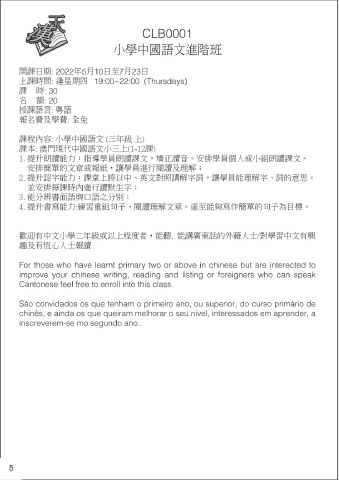 CLB0001
小學中國語文進階班
開課日期: 2022年5月10日至7月23日
上課時間: 逢星期四 19:00~22:00 (Thursdays)
課 時: 30
名 額: 20
授課語言: 粵語
報名費及學費: 全免
課程內容: 小學中國語文 (三年級 上)
課本: 澳門現代中國語文小三上(1-12課)
1. 提升朗讀能力：指導學員朗讀課文，矯正讀音。安排學員個人或小組朗讀課文。
安排簡單的文章或報紙，讓學員進行閱讀及理解；
2. 提升認字能力：課堂上將以中、英文對照講解字詞。讓學員能理解字、詞的意思。
並安排每課時內進行讀默生字；
3. 能分辨書面語與口語之分別；
4. 提升書寫能力:練習重組句子、閱讀理解文章。達至能夠寫作簡單的句子為目標。
歡迎有中文小學二年級或以上程度者，能聽, 能講廣東話的外籍人士/對學習中文有興
趣及有恆心人士報讀
For those who have learnt primary two or above in chinese but are interected to
improve your chinese writing, reading and listing or foreigners who can speak
Cantonese feel free to enroll into this class.
São convidados os que tenham o primeiro ano, ou superior, do curso primário de
chinês, e ainda os que queiram melhorar o seu nível, interessados em aprender, a
inscreverem-se mo segundo ano..
5